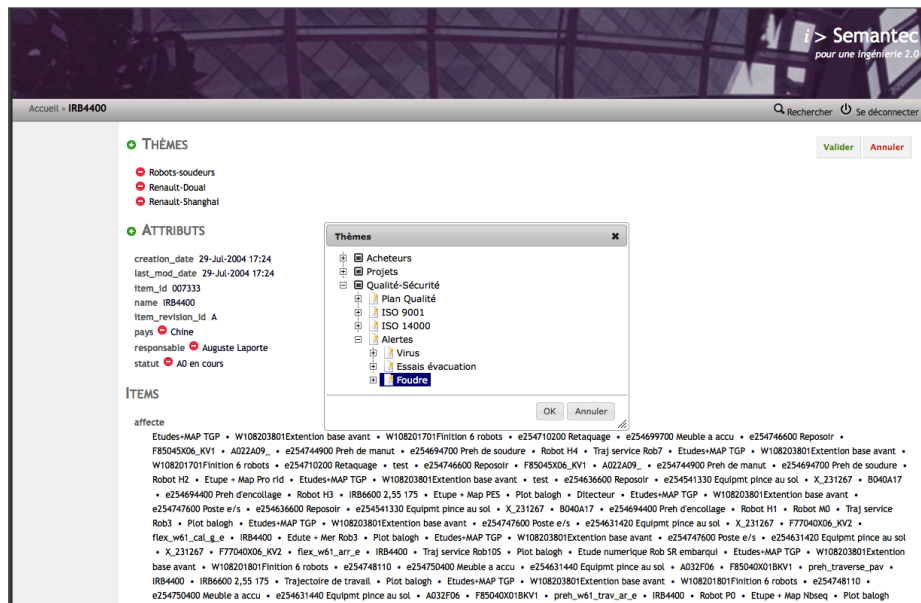 i > Semantec
pour une ingénierie 2.0
Accueil » IRB4400
Rechercher Se déconnecter
THÈMES
Valider Annuler
Robots-soudeurs
Renault-Douai
Renault-Shanghai
ATTRIBUTS
creation_date 29-Jul-2004 17:24
last_mod_date 29-Jul-2004 17:24
item_id 007333
name IRB4400
item_revision_id A
pays Chine
responsable Auguste Laporte
statut A0 en cours
Thèmes
Acheteurs
Projets
Qualité-Sécurité
Plan Qualité
ISO 9001
ISO 14000
Alertes
Virus
Essais évacuation
Foudre
OK Annuler
ITEMS
affecte
Etudes+MAP TGP • W108203801Extention base avant • W108201701Finition 6 robots • e254710200 Retaquage • e254699700 Meuble a accu • e254746600 Reposoir •
F85045X06_KV1 • A022A09_ • e254744900 Preh de manut • e254694700 Preh de soudure • Robot H4 • Traj service Rob7 • Etudes+MAP TGP • W108203801Extention base avant •
W108201701Finition 6 robots • e254710200 Retaquage • test • e254746600 Reposoir • F85045X06_KV1 • A022A09_ • e254744900 Preh de manut • e254694700 Preh de soudure •
Robot H2 • Etupe + Map Pro rid • Etudes+MAP TGP • W108203801Extention base avant • test • e254636600 Reposoir • e254541330 Equipmt pince au sol • X_231267 • B040A17
• e254694400 Preh d'encollage • Robot H3 • IRB6600 2,55 175 • Etupe + Map PES • Plot balogh • Ditecteur • Etudes+MAP TGP • W108203801Extention base avant •
e254747600 Poste e/s • e254636600 Reposoir • e254541330 Equipmt pince au sol • X_231267 • B040A17 • e254694400 Preh d'encollage • Robot H1 • Robot M0 • Traj service
Rob3 • Plot balogh • Etudes+MAP TGP • W108203801Extention base avant • e254747600 Poste e/s • e254631420 Equipmt pince au sol • X_231267 • F77040X06_KV2 •
flex_w61_cal_g_e • IRB4400 • Edute + Mer Rob3 • Plot balogh • Etudes+MAP TGP • W108203801Extention base avant • e254747600 Poste e/s • e254631420 Equipmt pince au sol
• X_231267 • F77040X06_KV2 • flex_w61_arr_e • IRB4400 • Traj service Rob10S • Plot balogh • Etude numerique Rob SR embarqui • Etudes+MAP TGP • W108203801Extention
base avant • W108201801Finition 6 robots • e254748110 • e254750400 Meuble a accu • e254631440 Equipmt pince au sol • A032F06 • F85040X01BKV1 • preh_traverse_pav •
IRB4400 • IRB6600 2,55 175 • Trajectoire de travail • Plot balogh • Etudes+MAP TGP • W108203801Extention base avant • W108201801Finition 6 robots • e254748110 •
e254750400 Meuble a accu • e254631440 Equipmt pince au sol • A032F06 • F85040X01BKV1 • preh_w61_trav_ar_e • IRB4400 • Robot P0 • Etupe + Map Nbseq • Plot balogh